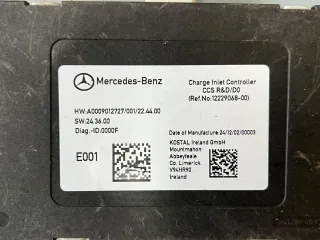 Mercedes-Benz
HW:A0009012727/001/22.44.00
SW:24.36.00
Diag.-ID.0000F
E001
Charge Inlet Controller
CCS R&D/D0
(Ref.No:12229068-00)
Date of Manufacture:24/12/02/00003
KOSTAL Ireland GmbH
Mountmahon
Abbeyfeale
Co. Limerick
V94HR90
Ireland